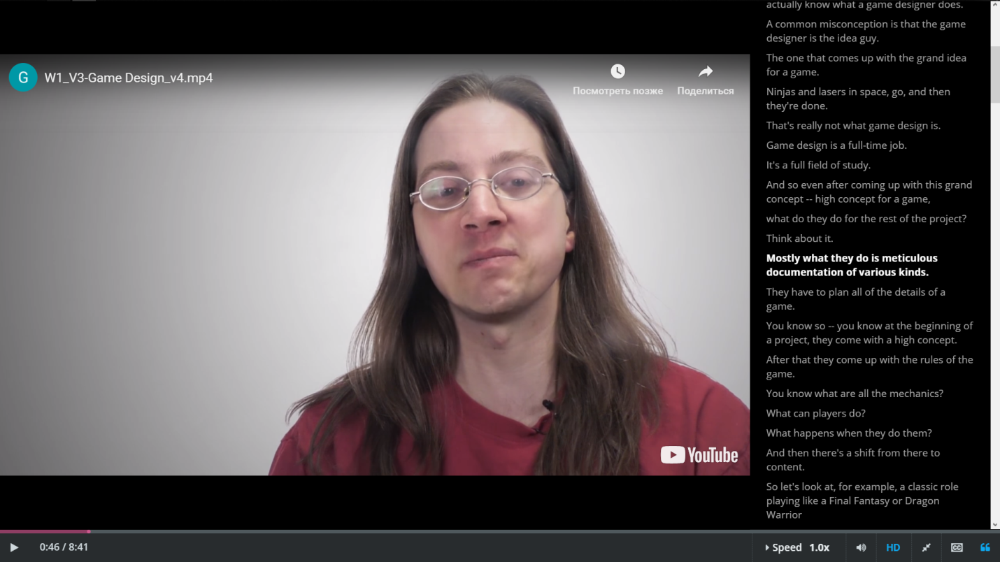 G
W1_V3-Game Design_v4.mp4
Посмотреть позже
Поделиться
YouTube
actually know what a game designer does.
A common misconception is that the game
designer is the idea guy.
The one that comes up with the grand idea
for a game.
Ninjas and lasers in space, go, and then
they're done.
That's really not what game design is.
Game design is a full-time job.
It's a full field of study.
And so even after coming up with this grand
concept -- high concept for a game,
what do they do for the rest of the project?
Think about it.
Mostly what they do is meticulous
documentation of various kinds.
They have to plan all of the details of a
game.
You know so -- you know at the beginning of
a project, they come with a high concept.
After that they come up with the rules of the
game.
You know what are all the mechanics?
What can players do?
What happens when they do them?
And then there's a shift from there to
content.
So let's look at, for example, a classic role
playing like a Final Fantasy or Dragon
Warrior
0:46 / 8:41
Speed 1.0x
HD
CC